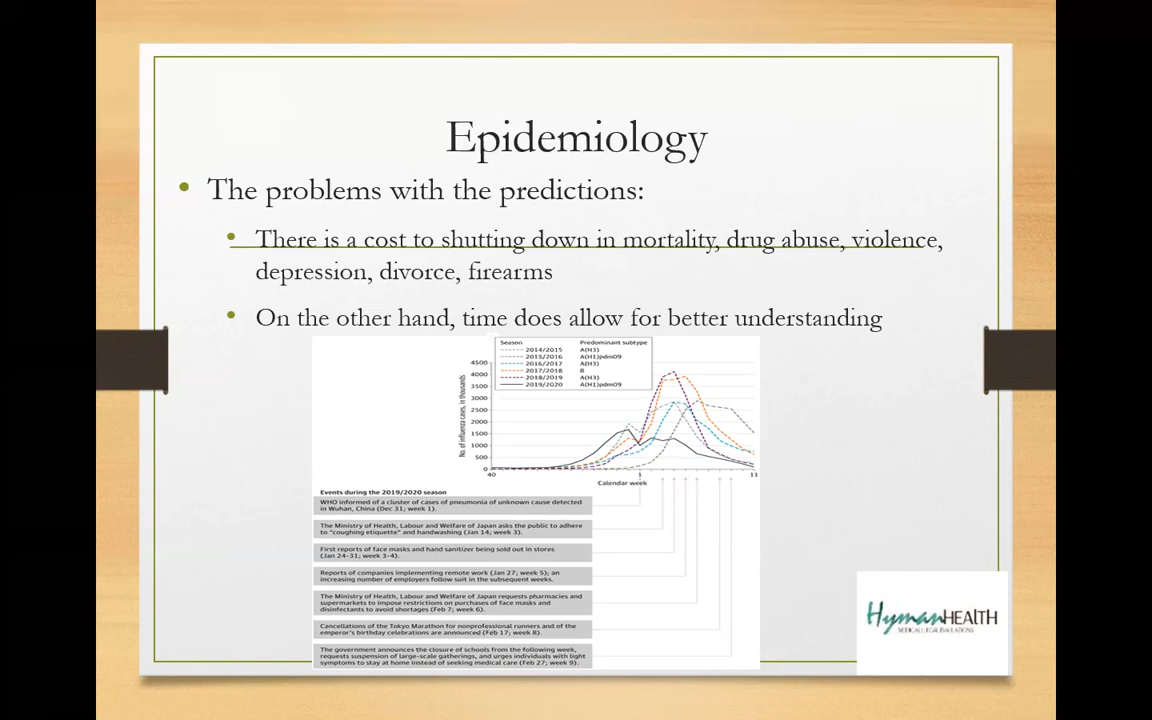 Epidemiology
• The problems with the predictions:
• There is a cost to shutting down in mortality, drug abuse, violence,
depression, divorce, firearms
• On the other hand, time does allow for better understanding
Season Predominant subtype
2014/2015 A(H3)
2015/2016 A(H1)pdm09
2016/2017 A(H3)
2017/2018 B
2018/2019 A(H3)
2019/2020 A(H1)pdm09
No. of influenza cases, in thousands
4500
4000
3500
3000
2500
2000
1500
1000
500
0
40 1 11
Calendar week
Events during the 2019/2020 season
WHO informed of a cluster of cases of pneumonia of unknown cause detected
in Wuhan, China (Dec 31; week 1).
The Ministry of Health, Labour and Welfare of Japan asks the public to adhere
to "coughing etiquette" and handwashing (Jan 14; week 3).
First reports of face masks and hand sanitizer being sold out in stores
(Jan 24-31; week 3-4).
Reports of companies implementing remote work (Jan 27; week 5); an
increasing number of employers follow suit in the subsequent weeks.
The Ministry of Health, Labour and Welfare of Japan requests pharmacies and
supermarkets to impose restrictions on purchases of face masks and
disinfectants to avoid shortages (Feb 7; week 6).
Cancellations of the Tokyo Marathon for nonprofessional runners and of the
emperor's birthday celebrations are announced (Feb 17; week 8).
The government announces the closure of schools from the following week,
requests suspension of large-scale gatherings, and urges individuals with light
symptoms to stay at home instead of seeking medical care (Feb 27; week 9).
HymanHEALTH
MEDICAL LEGAL EVALUATIONS